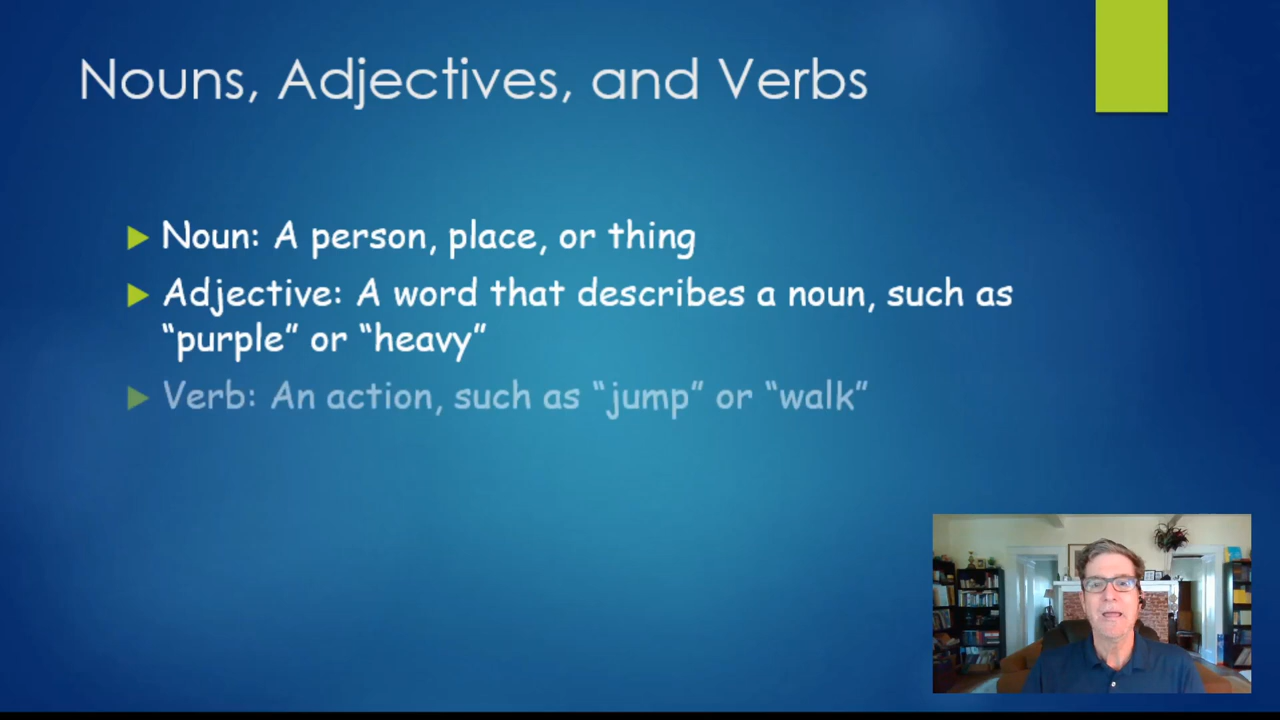 Nouns, Adjectives, and Verbs
Noun: A person, place, or thing
Adjective: A word that describes a noun, such as
“purple” or “heavy”
Verb: An action, such as “jump” or “walk”